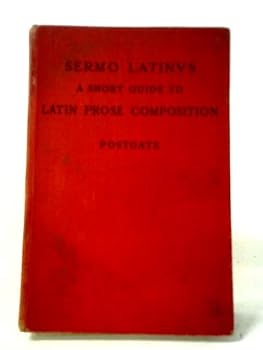 SERMO LATINVS
A SHORT GUIDE TO
LATIN PROSE COMPOSITION
POSTGATE